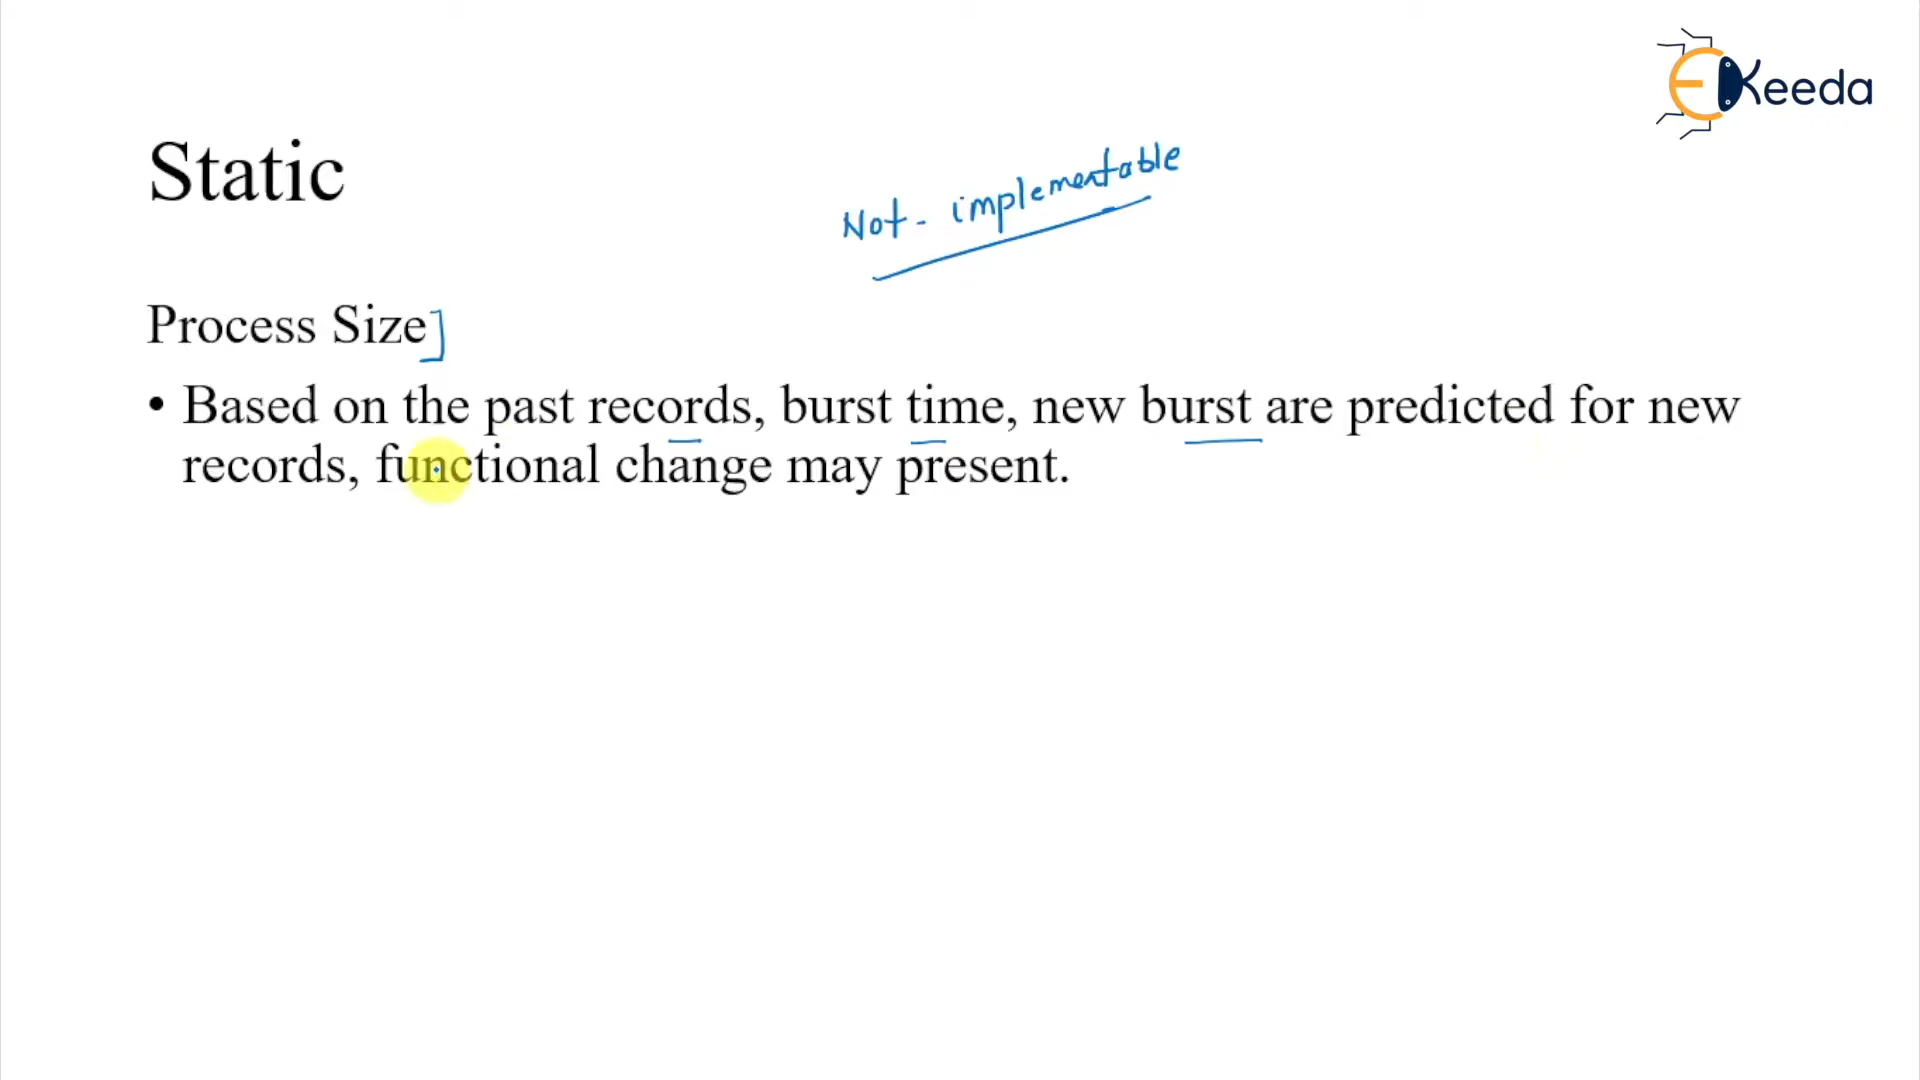 EKeeda
Static
Not - implementable
Process Size]
• Based on the past records, burst time, new burst are predicted for new
records, functional change may present.